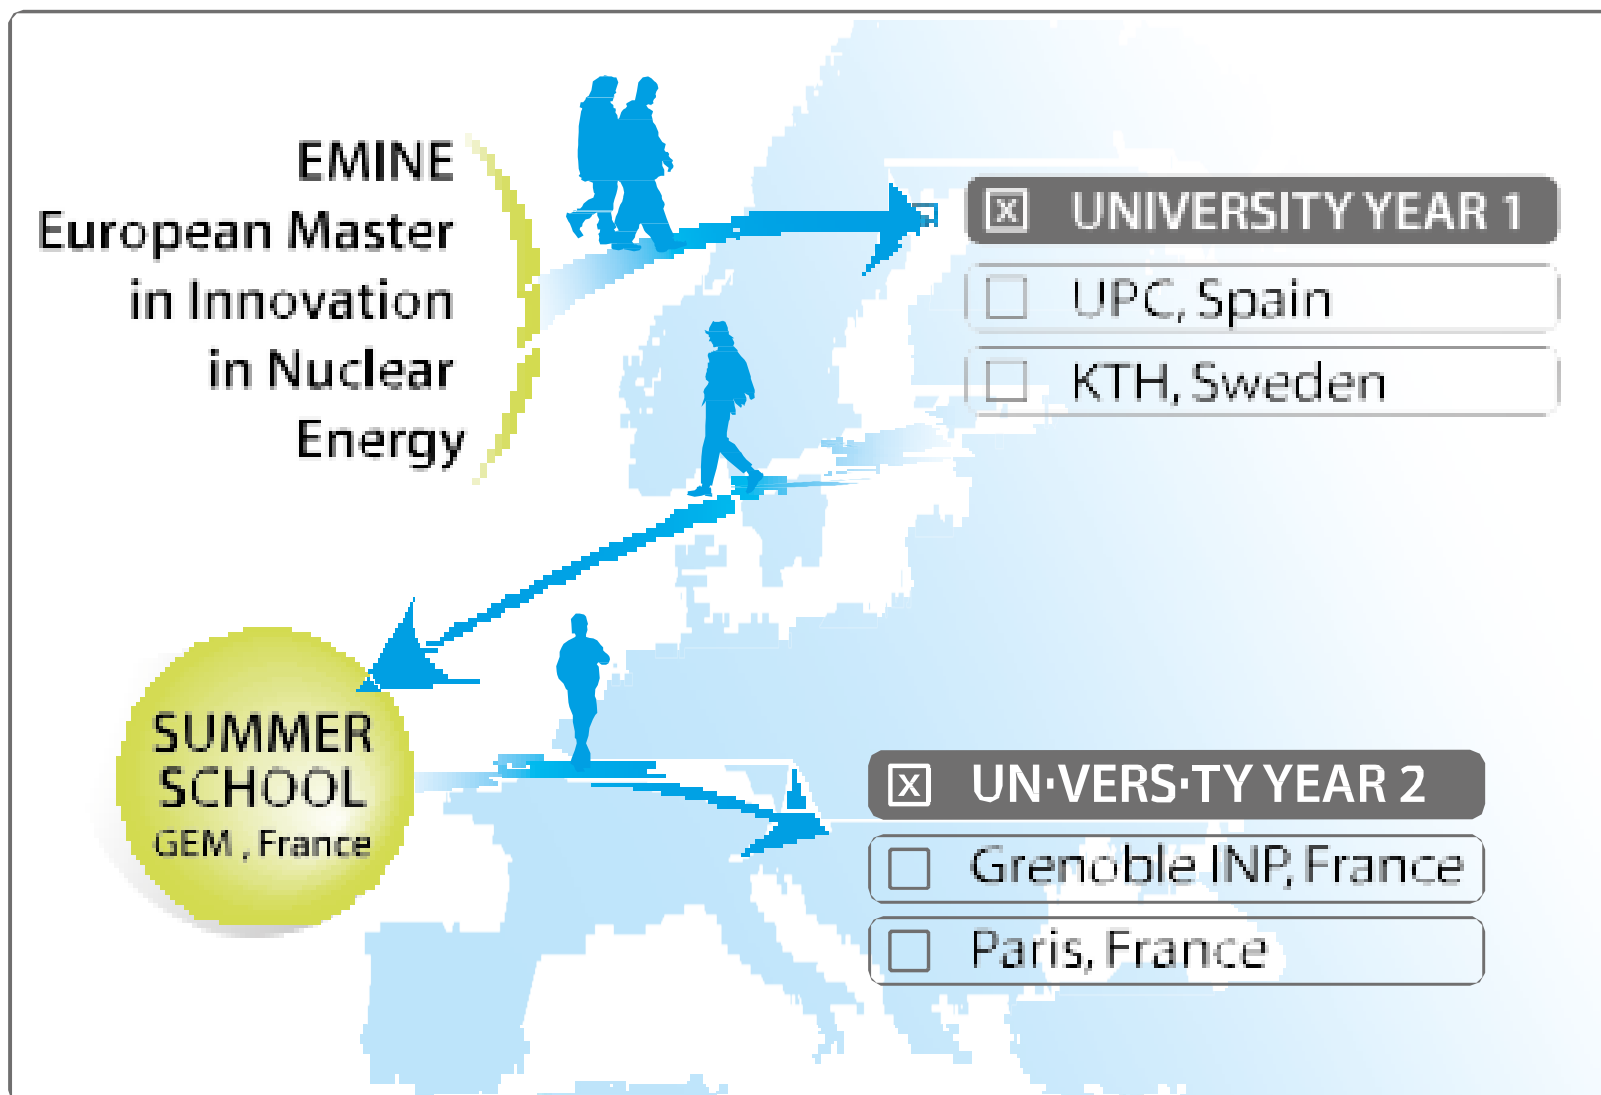 EMINE
European Master
in Innovation
in Nuclear
Energy
UNIVERSITY YEAR 1
UPC, Spain
KTH, Sweden
SUMMER
SCHOOL
GEM , France
UN·VERS·TY YEAR 2
Grenoble INP, France
Paris, France